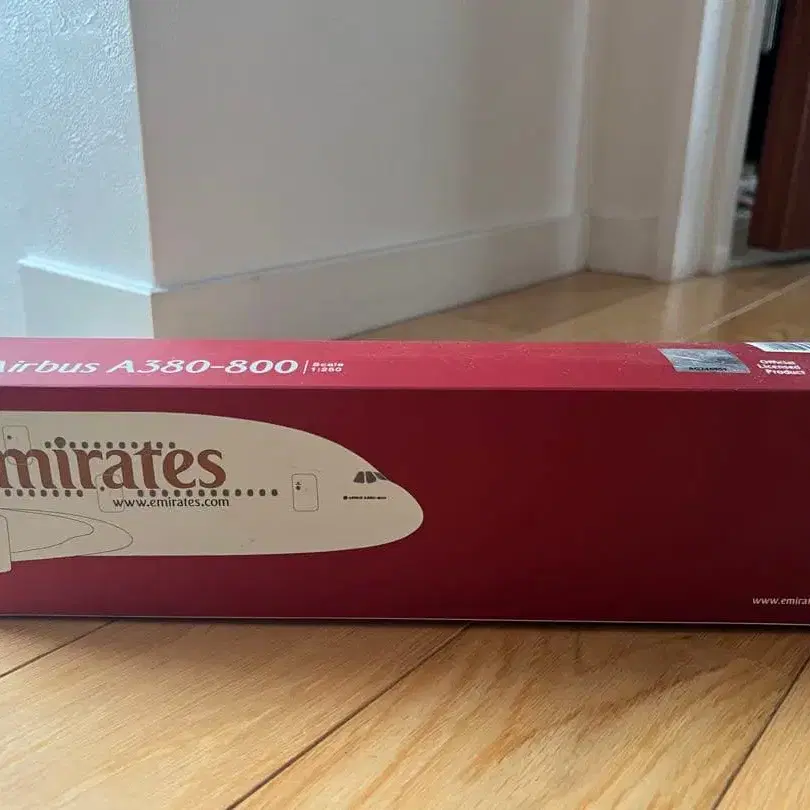 Airbus A380-800
Scale
1:250
Official
Licensed
Product
mirates
www.emirates.com
www.emira